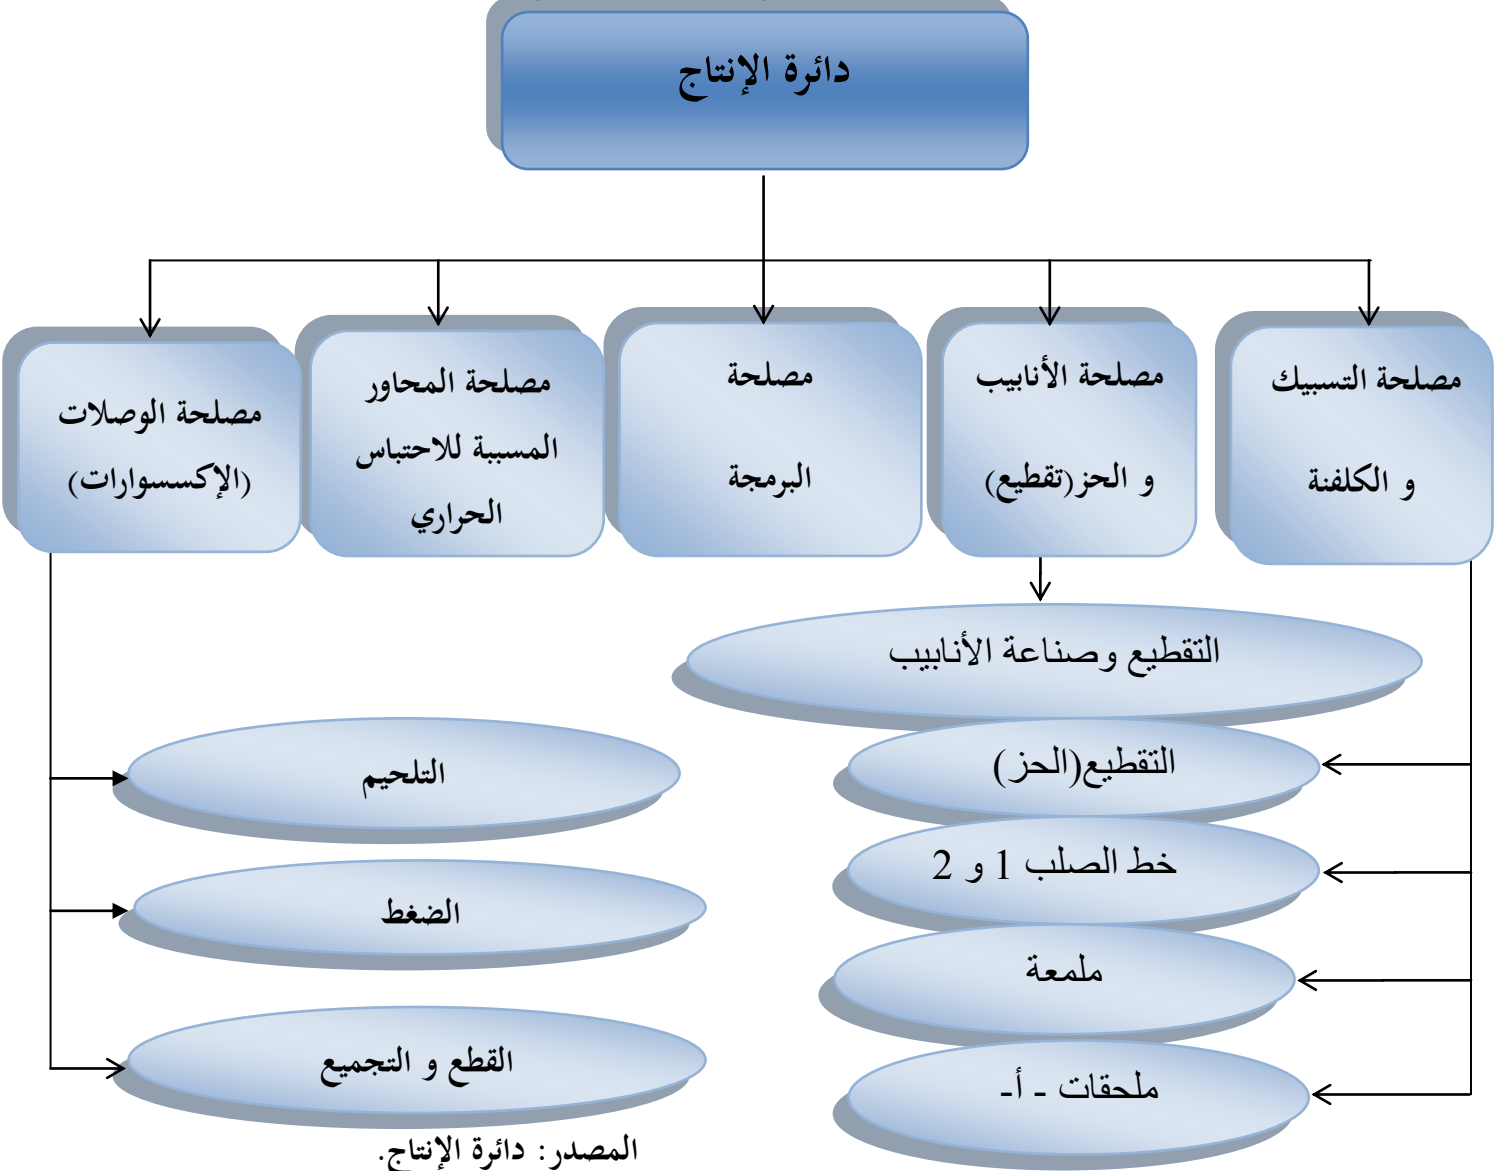 دائرة الإنتاج
مصلحة التسبيك
و الكلفنة
مصلحة الأنابيب
و الحز(تقطيع)
مصلحة
البرمجة
مصلحة المحاور
المسببة للاحتباس
الحراري
مصلحة الوصلات
(الإكسسوارات)
التقطيع وصناعة الأنابيب
التقطيع(الحز)
خط الصلب 1 و 2
ملمعة
ملحقات - أ-
التلحيم
الضغط
القطع و التجميع
المصدر: دائرة الإنتاج.